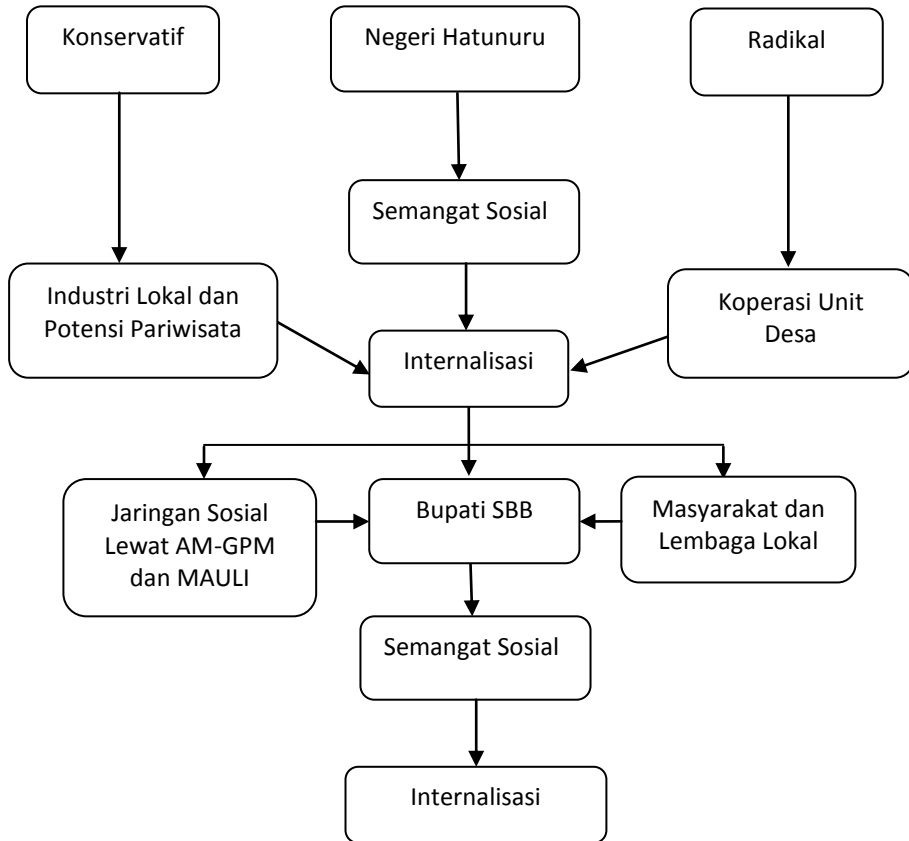 Konservatif
Negeri Hatunuru
Radikal
Semangat Sosial
Industri Lokal dan
Potensi Pariwisata
Koperasi Unit
Desa
Internalisasi
Jaringan Sosial
Lewat AM-GPM
dan MAULI
Bupati SBB
Masyarakat dan
Lembaga Lokal
Semangat Sosial
Internalisasi